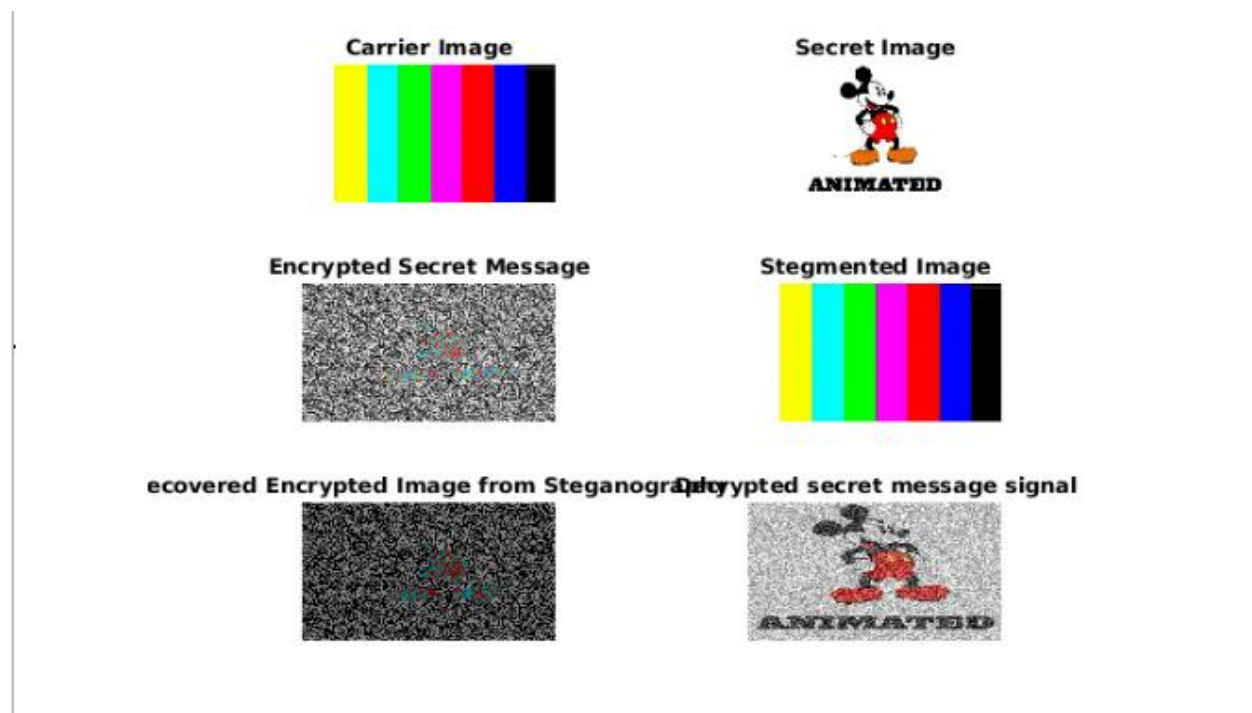 Carrier Image
Secret Image
ANIMATED
Encrypted Secret Message
Stegmented Image
ecovered Encrypted Image from Steganography
Decrypted secret message signal
ANIMATED